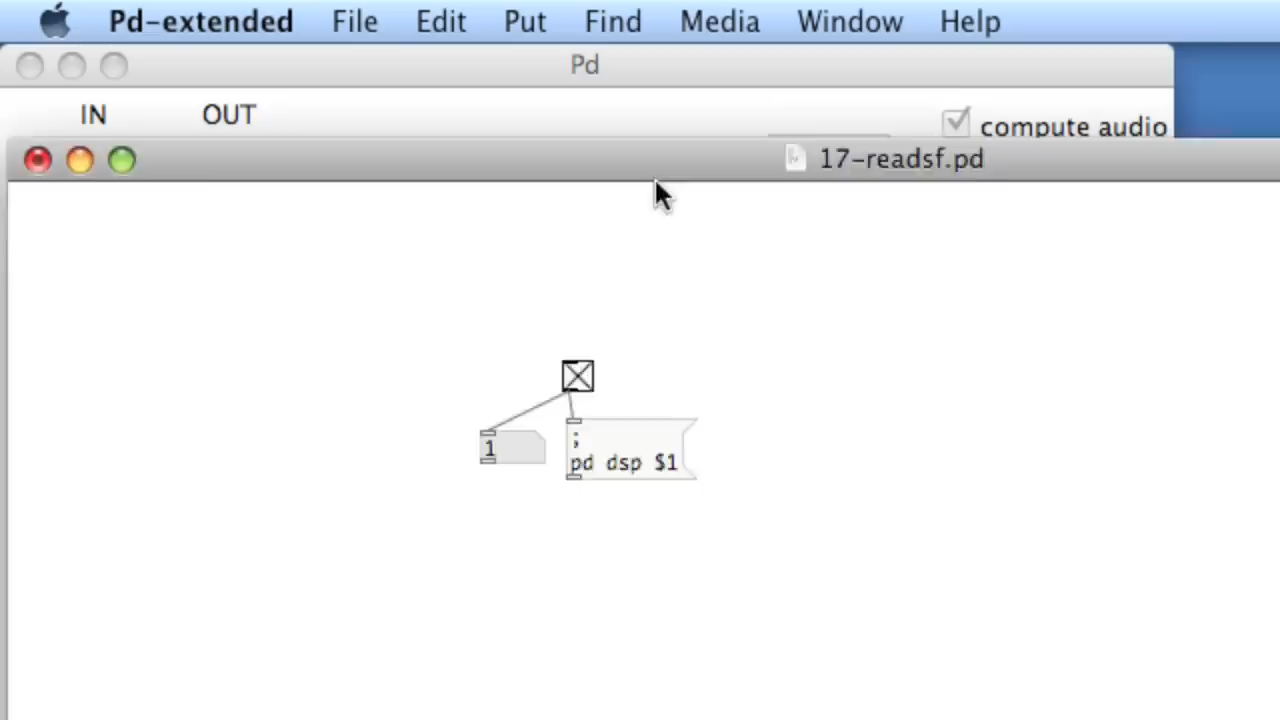 Pd-extended File Edit Put Find Media Window Help
Pd
IN OUT compute audio
17-readsf.pd
1
;
pd dsp $1